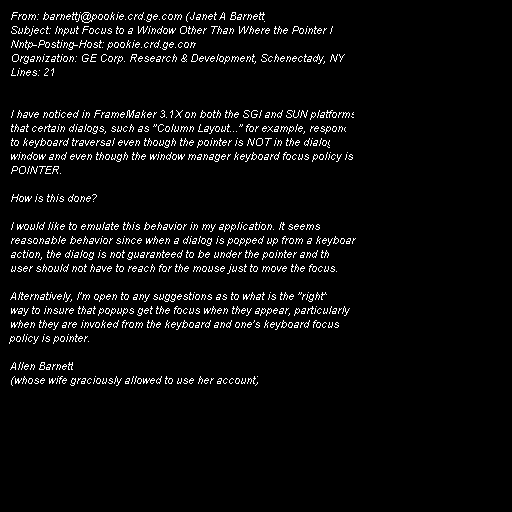 From: barnettj@pookie.crd.ge.com (Janet A Barnett
Subject: Input Focus to a Window Other Than Where the Pointer I
Nntp-Posting-Host: pookie.crd.ge.com
Organization: GE Corp. Research & Development, Schenectady, NY
Lines: 21

I have noticed in FrameMaker 3.1X on both the SGI and SUN platforms
that certain dialogs, such as "Column Layout..." for example, respond
to keyboard traversal even though the pointer is NOT in the dialog
window and even though the window manager keyboard focus policy is
POINTER.

How is this done?

I would like to emulate this behavior in my application. It seems
reasonable behavior since when a dialog is popped up from a keyboar
action, the dialog is not guaranteed to be under the pointer and th
user should not have to reach for the mouse just to move the focus.

Alternatively, I'm open to any suggestions as to what is the "right"
way to insure that popups get the focus when they appear, particularly
when they are invoked from the keyboard and one's keyboard focus
policy is pointer.

Allen Barnett
(whose wife graciously allowed to use her account)